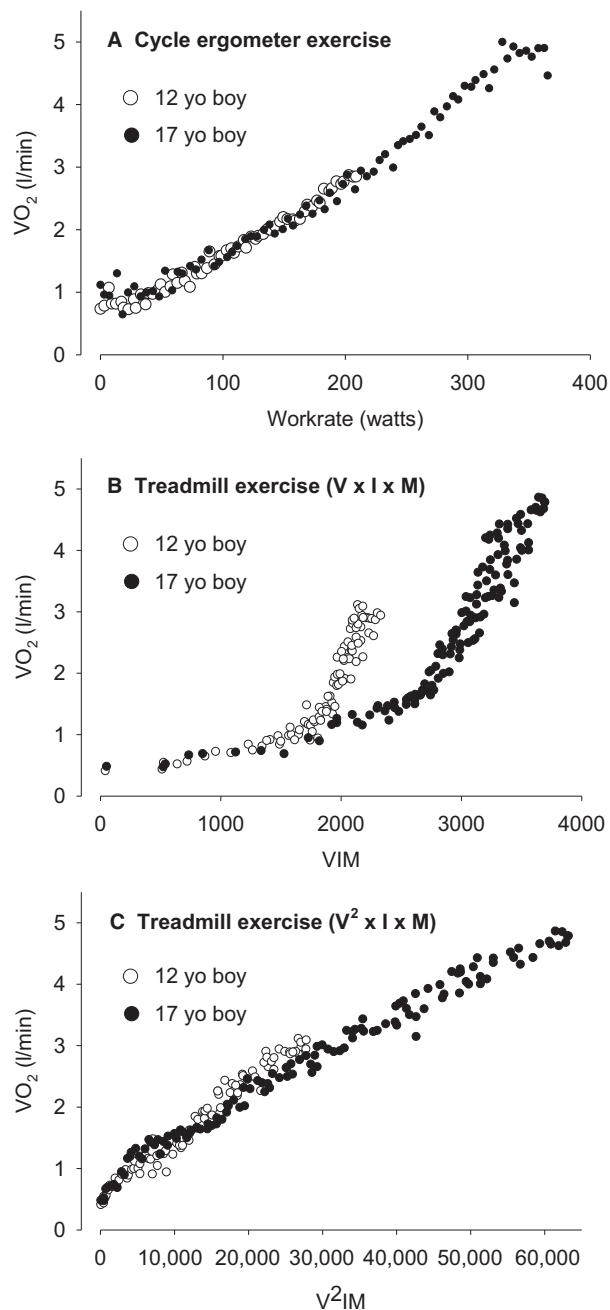 A Cycle ergometer exercise
12 yo boy
17 yo boy
VO2 (l/min)
5
4
3
2
1
0
0 100 200 300 400
Workrate (watts)
B Treadmill exercise (V x I x M)
12 yo boy
17 yo boy
VO2 (l/min)
5
4
3
2
1
0
0 1000 2000 3000 4000
VIM
C Treadmill exercise (V² x I x M)
12 yo boy
17 yo boy
VO2 (l/min)
5
4
3
2
1
0
0 10,000 20,000 30,000 40,000 50,000 60,000
V²IM